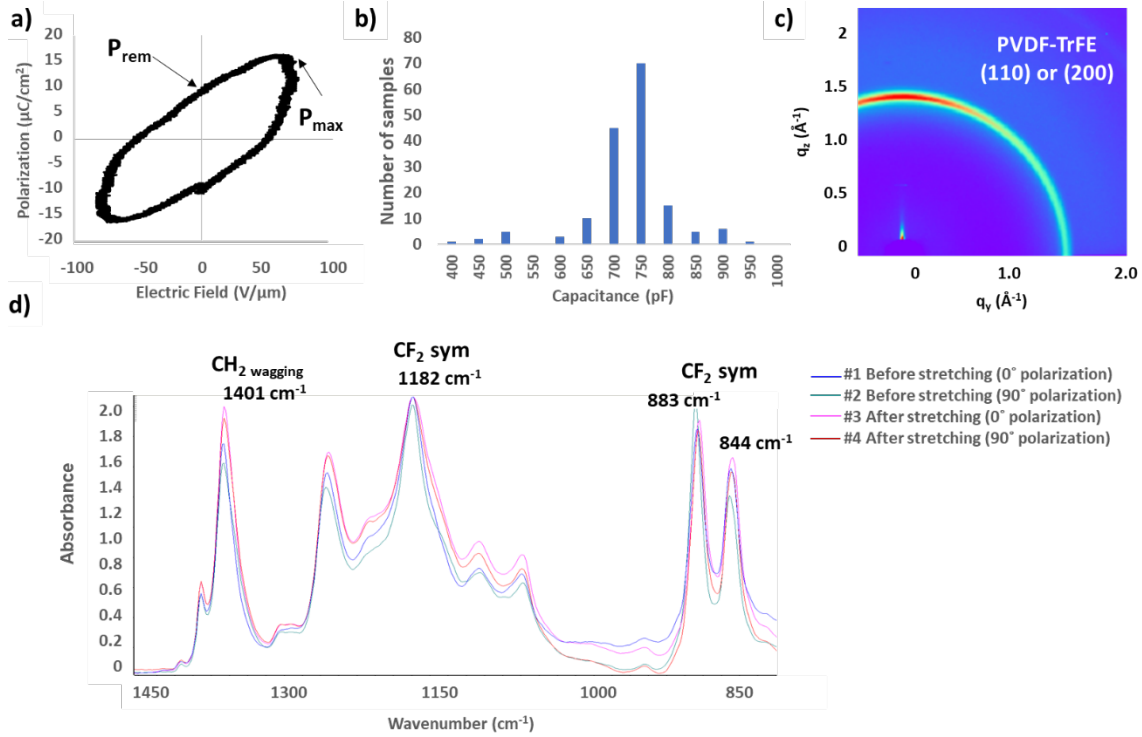 a)
P_rem
P_max
20
15
10
5
0
-5
-10
-15
-20
Polarization (µC/cm²)
-100
-50
0
50
100
Electric Field (V/µm)
b)
80
70
60
50
40
30
20
10
0
Number of samples
400
450
500
550
600
650
700
750
800
850
900
950
1000
Capacitance (pF)
c)
PVDF-TrFE
(110) or (200)
2
1.5
1.0
0.5
0
q_z (Å⁻¹)
0
1.0
2.0
q_y (Å⁻¹)
d)
CH₂ wagging
1401 cm⁻¹
CF₂ sym
1182 cm⁻¹
CF₂ sym
883 cm⁻¹
844 cm⁻¹
2.0
1.8
1.6
1.4
1.2
1.0
0.8
0.6
0.4
0.2
0
Absorbance
1450
1300
1150
1000
850
Wavenumber (cm⁻¹)
#1 Before stretching (0° polarization)
#2 Before stretching (90° polarization)
#3 After stretching (0° polarization)
#4 After stretching (90° polarization)